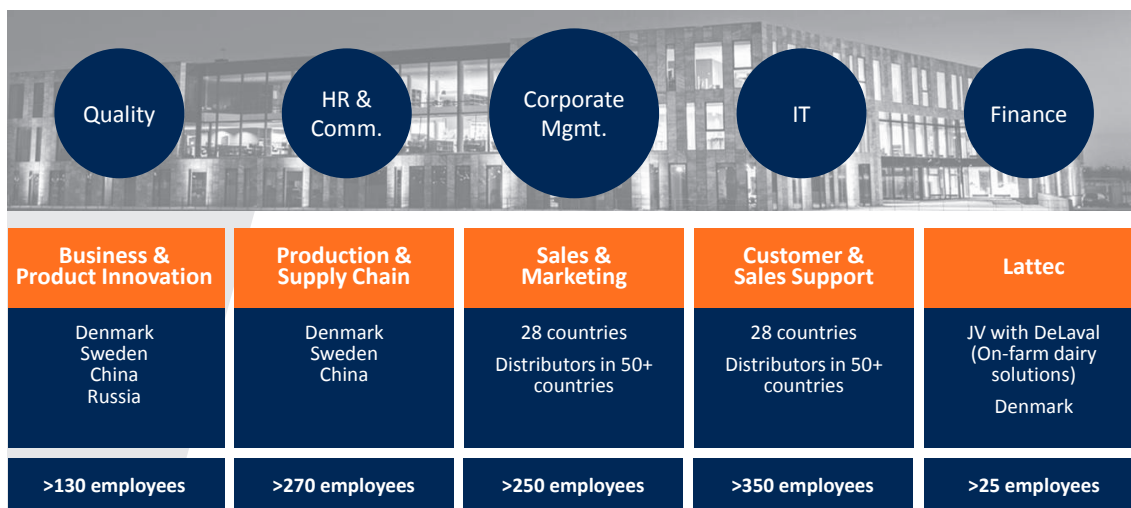 Quality
HR &
Comm.
Corporate
Mgmt.
IT
Finance
Business &
Product Innovation
Denmark
Sweden
China
Russia
>130 employees
Production &
Supply Chain
Denmark
Sweden
China
>270 employees
Sales &
Marketing
28 countries
Distributors in 50+
countries
>250 employees
Customer &
Sales Support
28 countries
Distributors in 50+
countries
>350 employees
Lattec
JV with DeLaval
(On-farm dairy
solutions)
Denmark
>25 employees